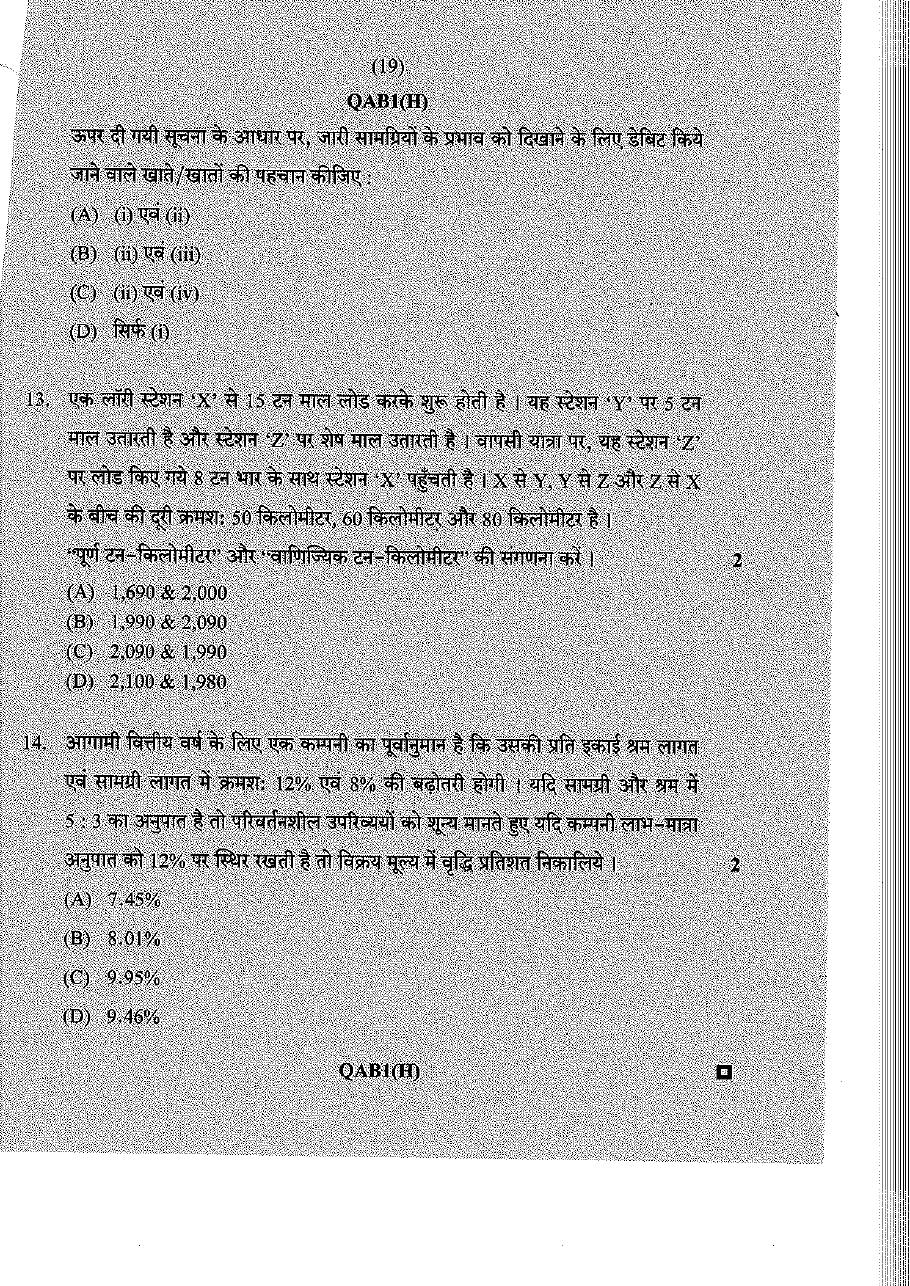 (19)
QAB1(H)
ऊपर दी गयी सूचना के आधार पर, जारी सामग्रियों के प्रभाव को दिखाने के लिए डेबिट किये
जाने वाले खाते/खातों की पहचान कीजिए :
(A) (i) एवं (ii)
(B) (ii) एवं (iii)
(C) (ii) एवं (iv)
(D) सिर्फ (i)
13. एक लॉरी स्टेशन ‘X’ से 15 टन माल लोड करके शुरू होती है । यह स्टेशन ‘Y’ पर 5 टन
माल उतारती है और स्टेशन ‘Z’ पर शेष माल उतारती है । वापसी यात्रा पर, यह स्टेशन ‘Z’
पर लोड किए गये 8 टन भार के साथ स्टेशन ‘X’ पहुँचती है । X से Y, Y से Z और Z से X
के बीच की दूरी क्रमश: 50 किलोमीटर, 60 किलोमीटर और 80 किलोमीटर है ।
“पूर्ण टन-किलोमीटर” और “वाणिज्यिक टन-किलोमीटर” की संगणना करें । 2
(A) 1,690 & 2,000
(B) 1,990 & 2,090
(C) 2,090 & 1,990
(D) 2,100 & 1,980
14. आगामी वित्तीय वर्ष के लिए एक कम्पनी का पूर्वानुमान है कि उसकी प्रति इकाई श्रम लागत
एवं सामग्री लागत में क्रमश: 12% एवं 8% की बढ़ोतरी होगी । यदि सामग्री और श्रम में
5 : 3 का अनुपात है तो परिवर्तनशील उपरिव्ययों को शून्य मानते हुए यदि कम्पनी लाभ-मात्रा
अनुपात को 12% पर स्थिर रखती है तो विक्रय मूल्य में वृद्धि प्रतिशत निकालिये । 2
(A) 7.45%
(B) 8.01%
(C) 9.95%
(D) 9.46%
QAB1(H)